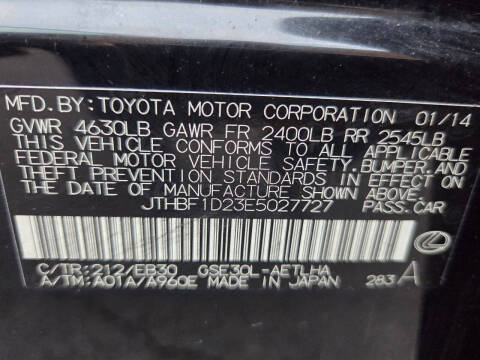 MFD.BY:TOYOTA MOTOR CORPORATION 01/14
GVWR 4630LB GAWR FR 2400LB RR 2545LB
THIS VEHICLE CONFORMS TO ALL APPLICABLE
FEDERAL MOTOR VEHICLE SAFETY,BUMPER,AND
THEFT PREVENTION STANDARDS IN EFFECT ON
THE DATE OF MANUFACTURE SHOWN ABOVE.
JTHBF1D23E5027727 PASS.CAR
C/TR:212/EB30 GSE30L-AETLHA
A/TM:A01A/A960E MADE IN JAPAN 283 A